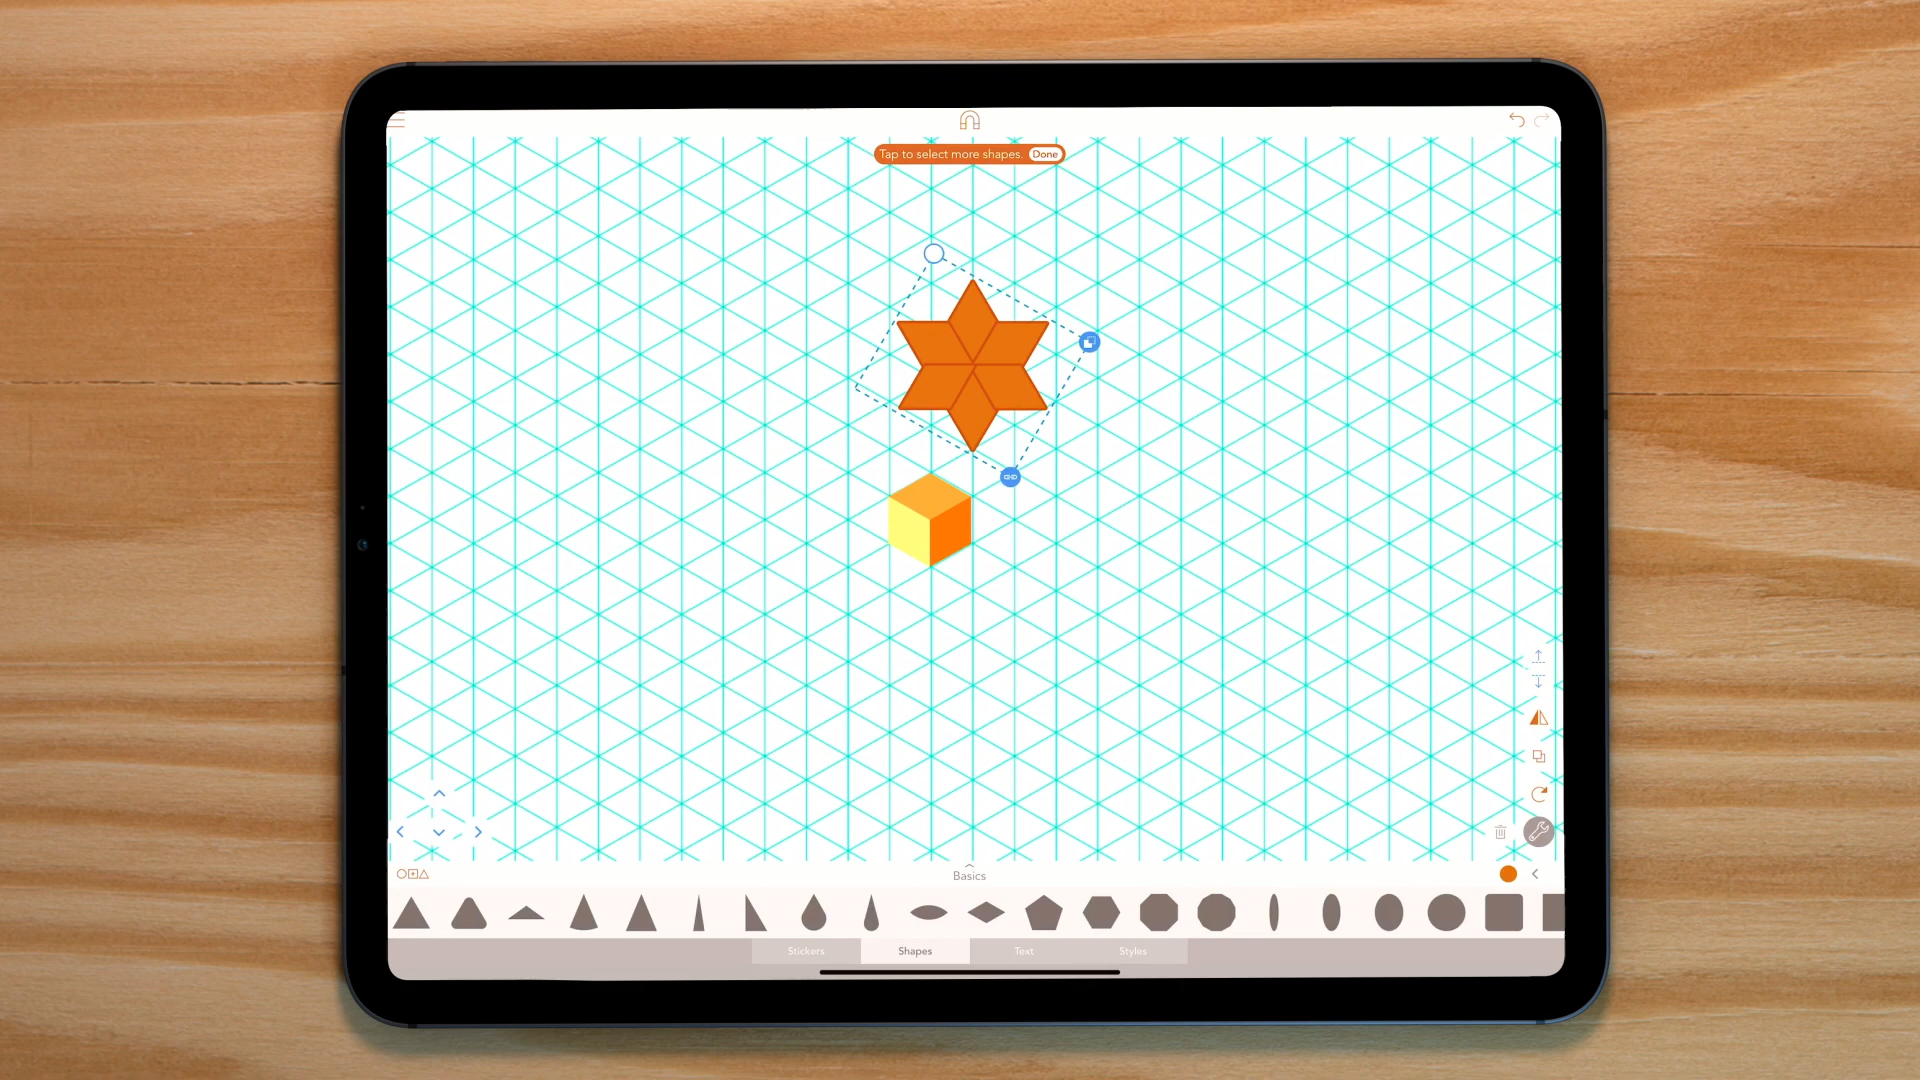 Tap to select more shapes. Done
Basics
Stickers
Shapes
Text
Styles